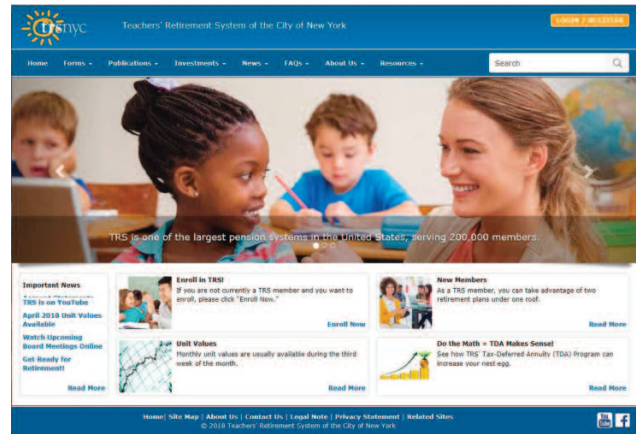 trsnyc
Teachers' Retirement System of the City of New York
LOGIN / REGISTER
Home
Forms
Publications
Investments
News
FAQs
About Us
Resources
Search
TRS is one of the largest pension systems in the United States, serving 200,000 members.
Important News
TRS is on YouTube
April 2018 Unit Values
Available
Watch Upcoming
Board Meetings Online
Get Ready for
Retirement!
Read More
Enroll in TRS!
If you are not currently a TRS member and you want to
enroll, please click "Enroll Now."
Enroll Now
New Members
As a TRS member, you can take advantage of two
retirement plans under one roof.
Read More
Unit Values
Monthly unit values are usually available during the third
week of the month.
Do the Math = TDA Makes Sense!
See how TRS' Tax-Deferred Annuity (TDA) Program can
increase your nest egg.
Read More
Home| Site Map | About Us | Contact Us | Legal Note | Privacy Statement | Related Sites
© 2018 Teachers' Retirement System of the City of New York
You
Tube
f